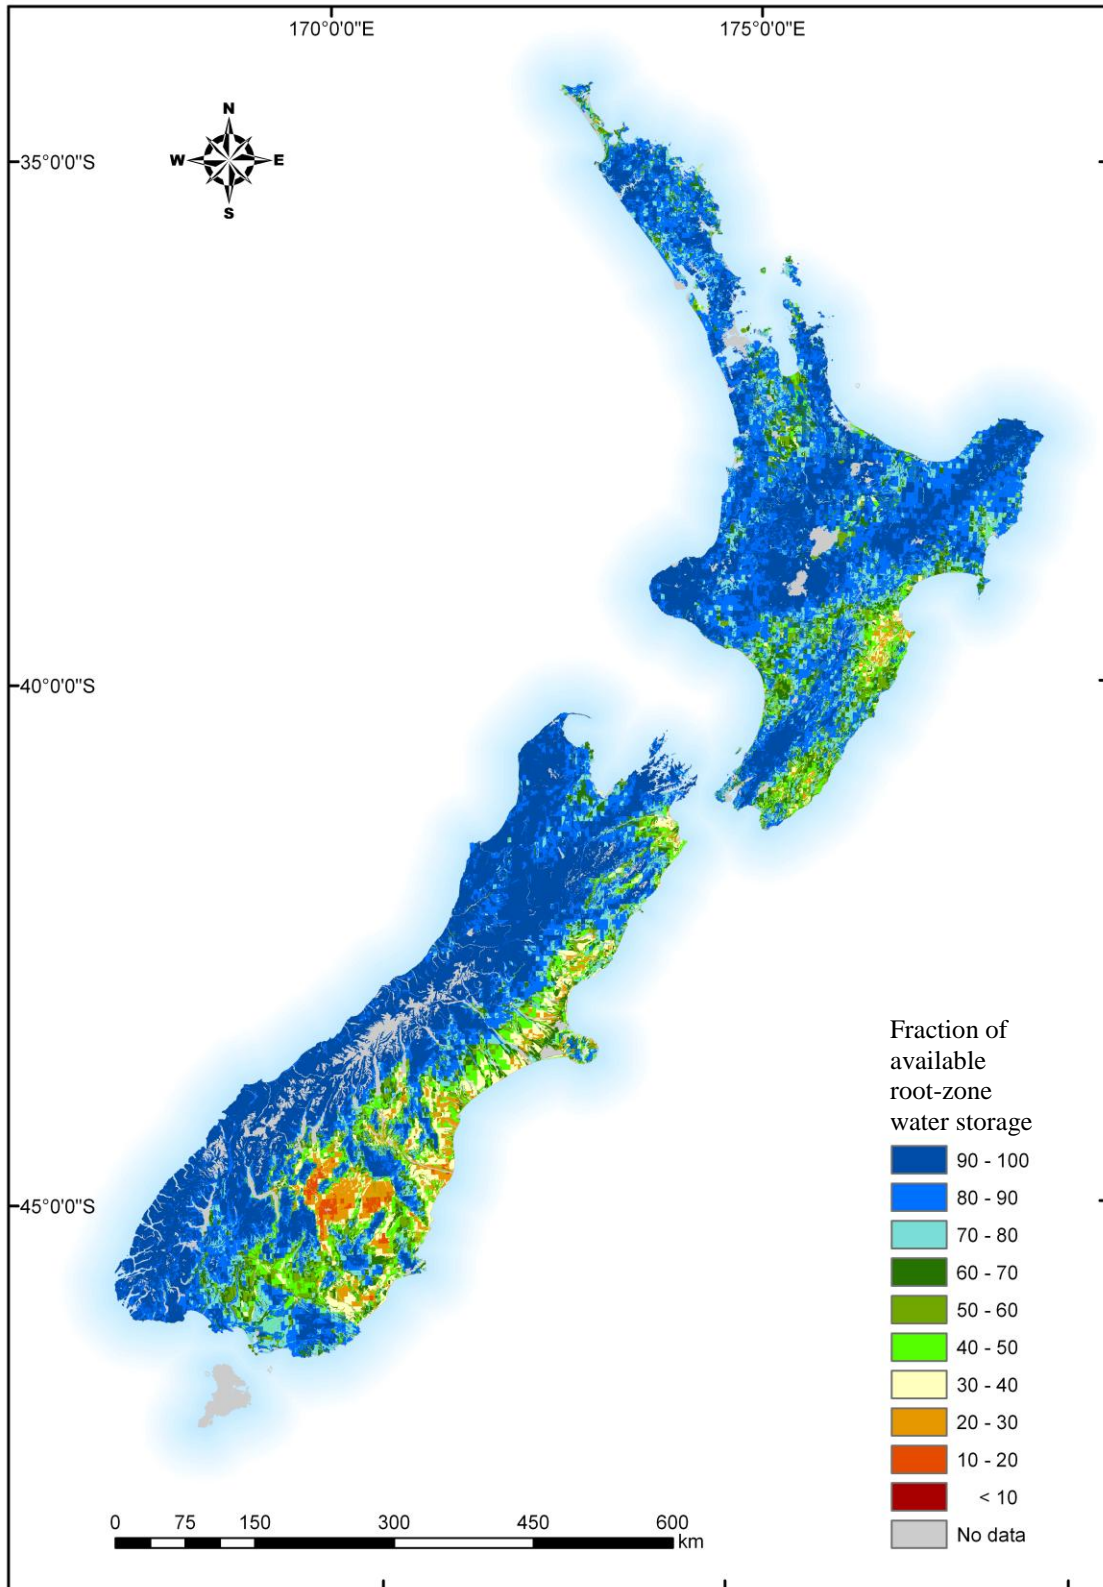 170°0'0"E
175°0'0"E
N
W
E
S
35°0'0"S
40°0'0"S
45°0'0"S
Fraction of
available
root-zone
water storage
90 - 100
80 - 90
70 - 80
60 - 70
50 - 60
40 - 50
30 - 40
20 - 30
10 - 20
< 10
No data
0 75 150 300 450 600
km